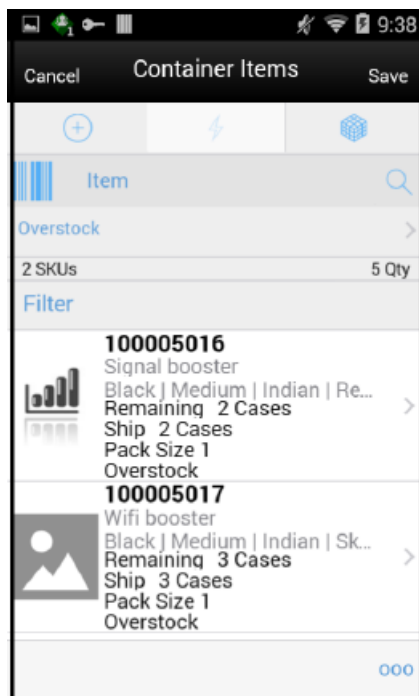 9:38
Cancel Container Items Save
Item
Overstock
2 SKUs 5 Qty
Filter
100005016
Signal booster
Black | Medium | Indian | Re...
Remaining 2 Cases
Ship 2 Cases
Pack Size 1
Overstock
100005017
Wifi booster
Black | Medium | Indian | Sk...
Remaining 3 Cases
Ship 3 Cases
Pack Size 1
Overstock